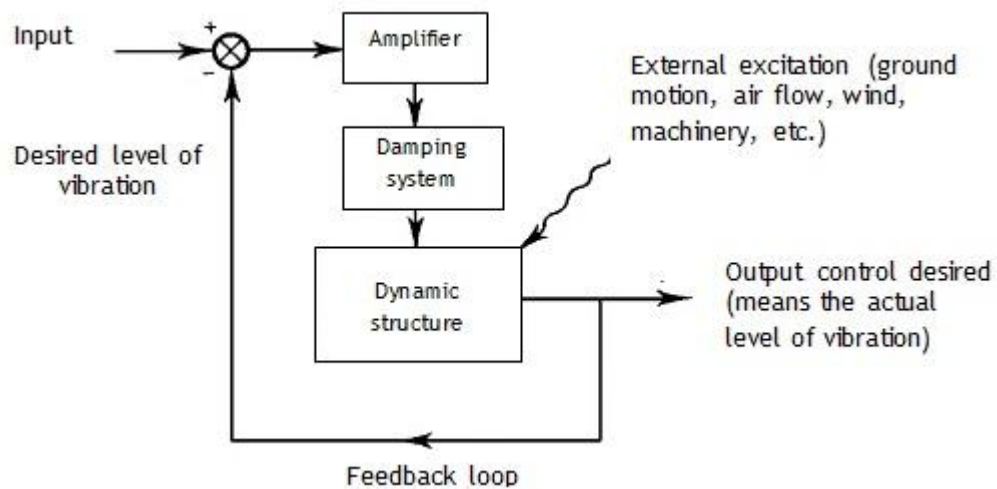 Input
+
−
Amplifier
External excitation (ground
motion, air flow, wind,
machinery, etc.)
Desired level of
vibration
Damping
system
Dynamic
structure
Output control desired
(means the actual
level of vibration)
Feedback loop